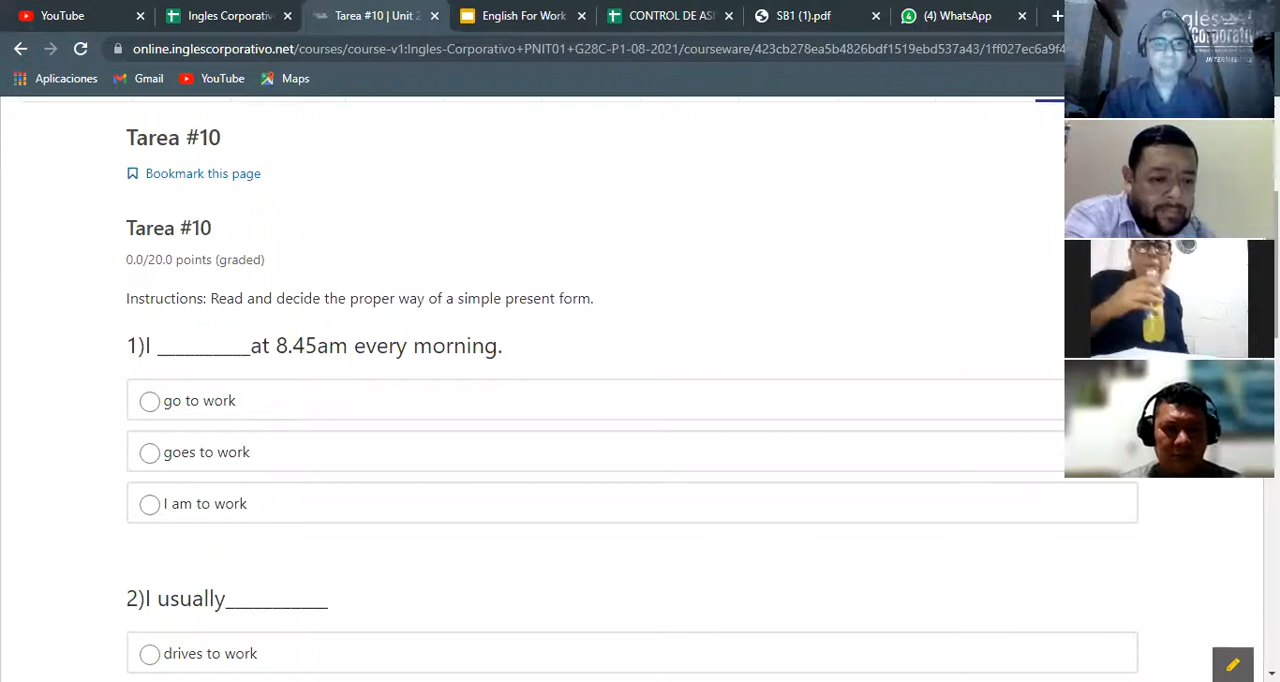 YouTube
Ingles Corporativ
Tarea #10 | Unit 2
English For Work
CONTROL DE ASI
SB1 (1).pdf
(4) WhatsApp
online.inglescorporativo.net/courses/course-v1:Ingles-Corporativo+PNIT01+G28C-P1-08-2021/courseware/423cb278ea5b4826bdf1519ebd537a43/1ff027ec6a9f4
Aplicaciones
Gmail
YouTube
Maps
Tarea #10
Bookmark this page
Tarea #10
0.0/20.0 points (graded)
Instructions: Read and decide the proper way of a simple present form.
1)I __________at 8.45am every morning.
go to work
goes to work
I am to work
2)I usually___________
drives to work